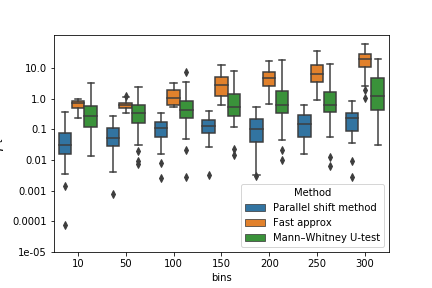 10.0
1.0
0.1
0.01
0.001
0.0001
1e-05
10 50 100 150 200 250 300
bins
Method
Parallel shift method
Fast approx
Mann–Whitney U-test